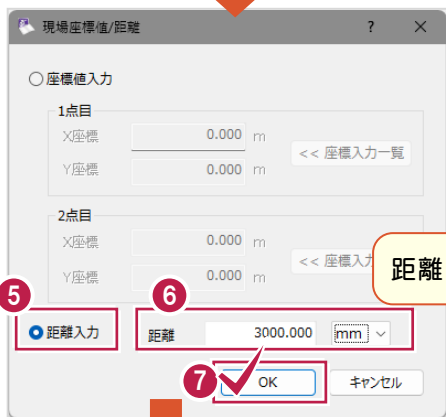 現場座標値/距離 ? ×
座標値入力
1点目
X座標 0.000 m
<< 座標入力一覧
Y座標 0.000 m
2点目
X座標 0.000 m
<< 座標入
Y座標 0.000 m
距離
5 6
距離入力 距離 3000.000 mm
7 OK キャンセル